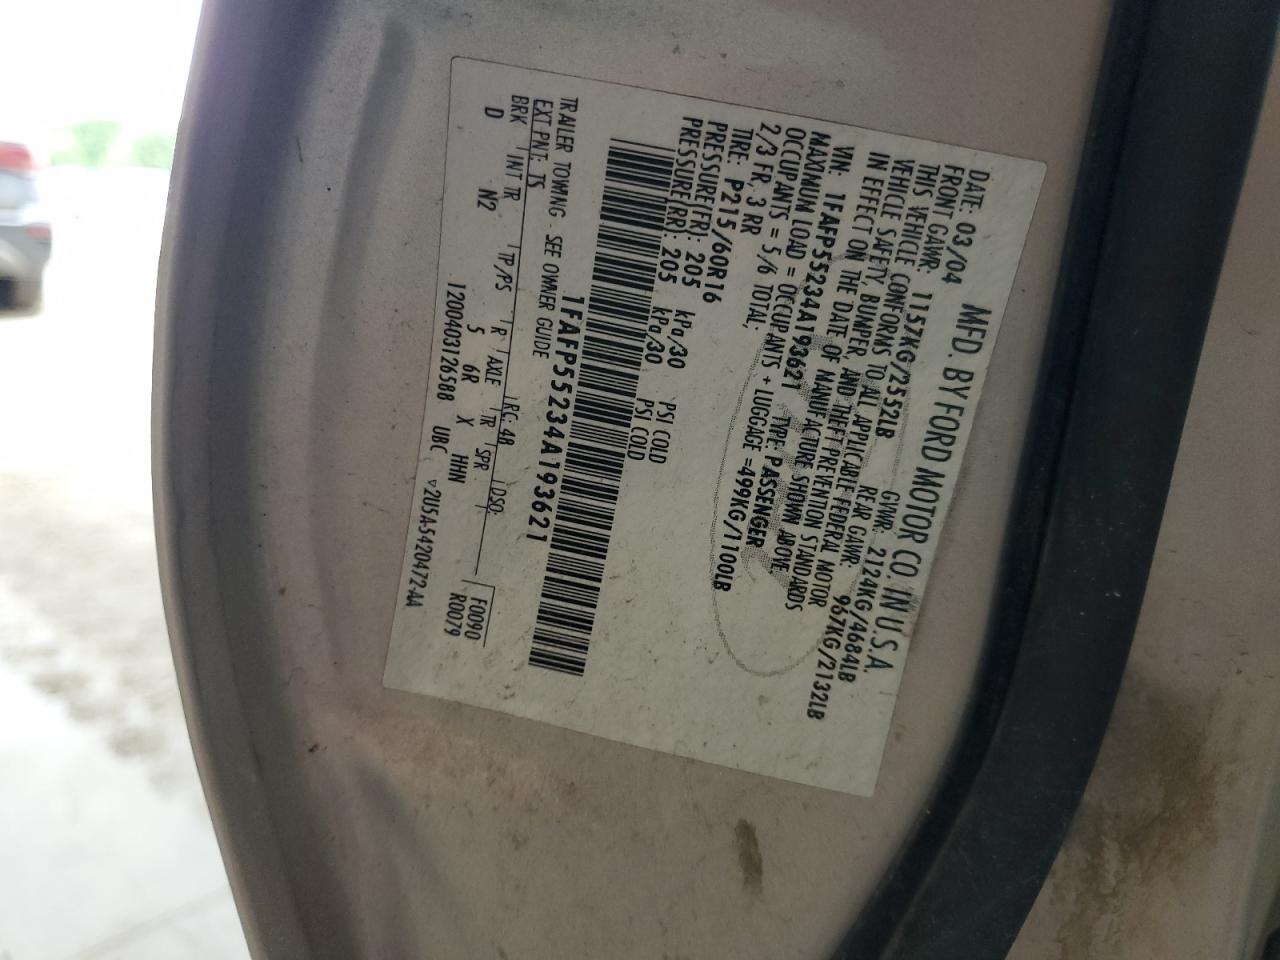 MFD. BY FORD MOTOR CO. IN U.S.A.
DATE: 03/04 GVWR: 2124KG/4684LB
FRONT GAWR: 1157KG/2552LB REAR GAWR: 967KG/2132LB
THIS VEHICLE CONFORMS TO ALL APPLICABLE FEDERAL MOTOR
VEHICLE SAFETY, BUMPER, AND THEFT PREVENTION STANDARDS
IN EFFECT ON THE DATE OF MANUFACTURE SHOWN ABOVE.
VIN: 1FAFP55234A193621 TYPE: PASSENGER
MAXIMUM LOAD = OCCUPANTS + LUGGAGE = 499KG/1100LB
OCCUPANTS = 5/6 TOTAL,
2/3 FR, 3 RR
TIRE: P215/60R16
PRESSURE(FR): 205 kPa/30 PSI COLD
PRESSURE(RR): 205 kPa/30 PSI COLD
1FAFP55234A193621
TRAILER TOWING - SEE OWNER GUIDE
EXT PNT: TS RC: 48 DSO: F0090
BRK INT TR TP/PS R AXLE TR SPR R0079
D N2 5 6R X HHN
1200403126588 UBC ▽2U5A-5420472-AA